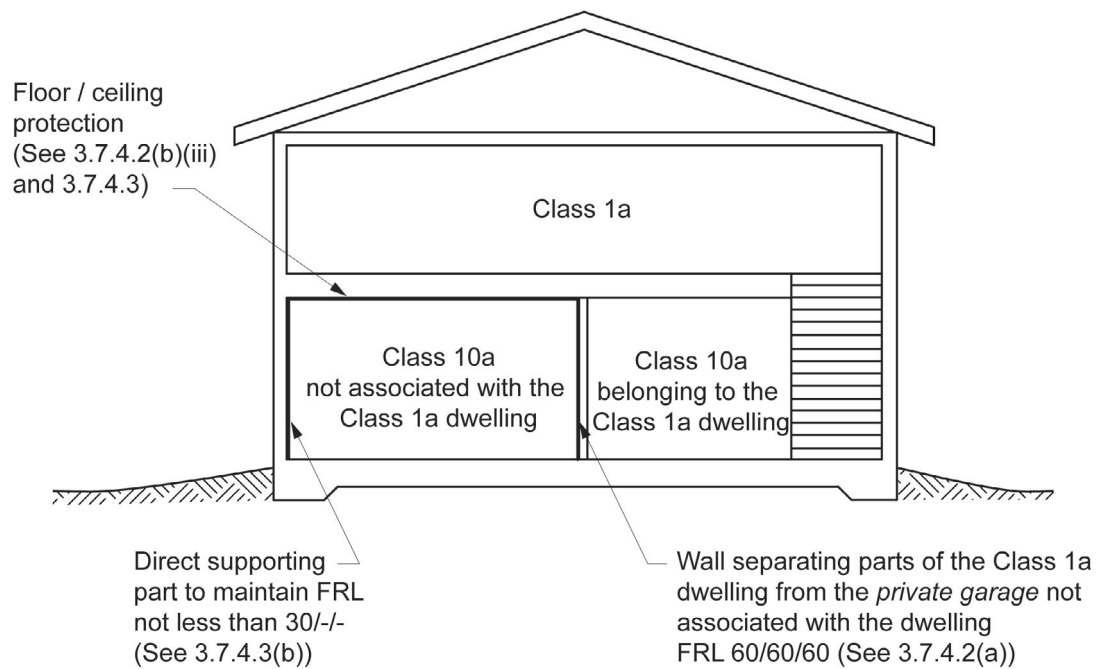 Floor / ceiling
protection
(See 3.7.4.2(b)(iii)
and 3.7.4.3)
Class 1a
Class 10a
not associated with the
Class 1a dwelling
Class 10a
belonging to the
Class 1a dwelling
Direct supporting
part to maintain FRL
not less than 30/-/-
(See 3.7.4.3(b))
Wall separating parts of the Class 1a
dwelling from the private garage not
associated with the dwelling
FRL 60/60/60 (See 3.7.4.2(a))